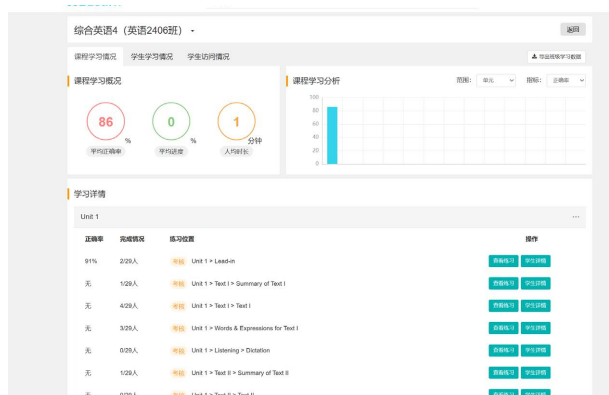 综合英语4（英语2406班）
返回
课程学习情况 学生学习情况 学生访问情况
导出班级学习数据
课程学习概况
86 %
平均正确率
0 %
平均进度
1 分钟
人均时长
课程学习分析
范围： 单元 指标： 正确率
100
80
60
40
20
0
学习详情
Unit 1 ...
正确率 完成情况 练习位置 操作
91% 2/29人 考核 Unit 1 > Lead-in 查看练习 学生详情
无 1/29人 考核 Unit 1 > Text I > Summary of Text I 查看练习 学生详情
无 4/29人 考核 Unit 1 > Text I > Text I 查看练习 学生详情
无 3/29人 考核 Unit 1 > Words & Expressions for Text I 查看练习 学生详情
无 0/29人 考核 Unit 1 > Listening > Dictation 查看练习 学生详情
无 1/29人 考核 Unit 1 > Text II > Summary of Text II 查看练习 学生详情